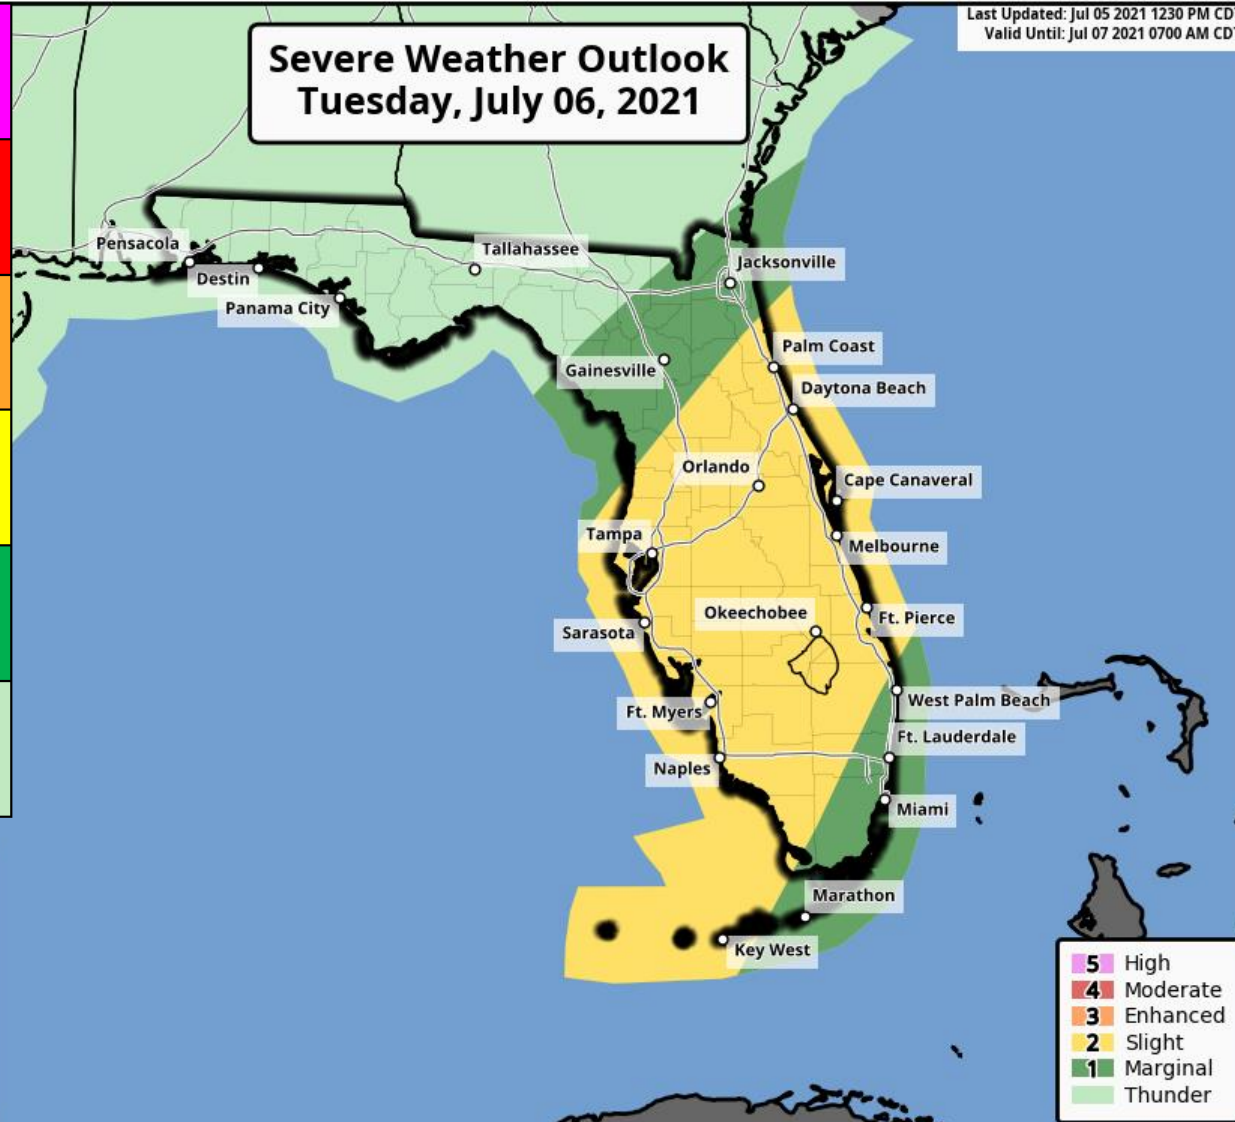 Last Updated: Jul 05 2021 1230 PM CDT
Valid Until: Jul 07 2021 0700 AM CDT
Severe Weather Outlook
Tuesday, July 06, 2021
Pensacola
Tallahassee
Jacksonville
Destin
Panama City
Palm Coast
Gainesville
Daytona Beach
Orlando
Cape Canaveral
Tampa
Melbourne
Okeechobee
Ft. Pierce
Sarasota
West Palm Beach
Ft. Myers
Ft. Lauderdale
Naples
Miami
Marathon
Key West
5 High
4 Moderate
3 Enhanced
2 Slight
1 Marginal
Thunder